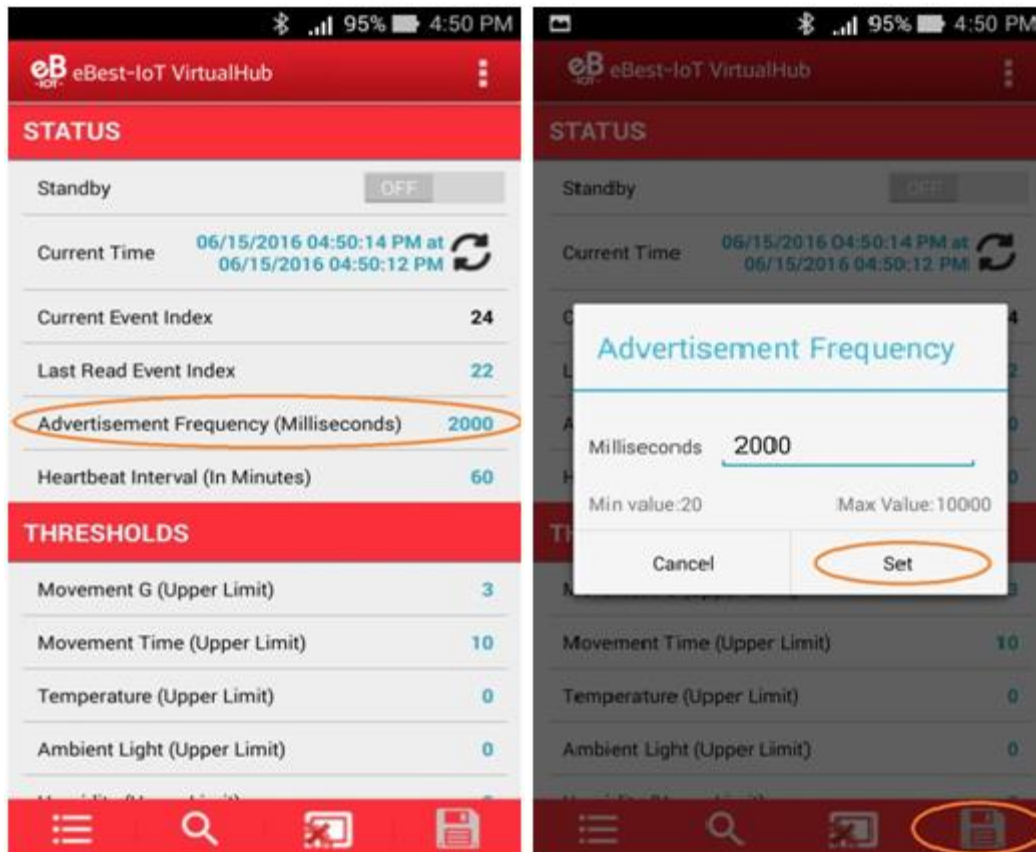 95% 4:50 PM
eB -IOT- eBest-IoT VirtualHub
STATUS
Standby OFF
Current Time 06/15/2016 04:50:14 PM at
06/15/2016 04:50:12 PM
Current Event Index 24
Last Read Event Index 22
Advertisement Frequency (Milliseconds) 2000
Heartbeat Interval (In Minutes) 60
THRESHOLDS
Movement G (Upper Limit) 3
Movement Time (Upper Limit) 10
Temperature (Upper Limit) 0
Ambient Light (Upper Limit) 0
95% 4:50 PM
eB -IOT- eBest-IoT VirtualHub
STATUS
Standby OFF
Current Time 06/15/2016 04:50:14 PM at
06/15/2016 04:50:12 PM
Advertisement Frequency
Milliseconds 2000
Min value:20 Max Value:10000
Cancel Set
Movement Time (Upper Limit) 10
Temperature (Upper Limit) 0
Ambient Light (Upper Limit) 0